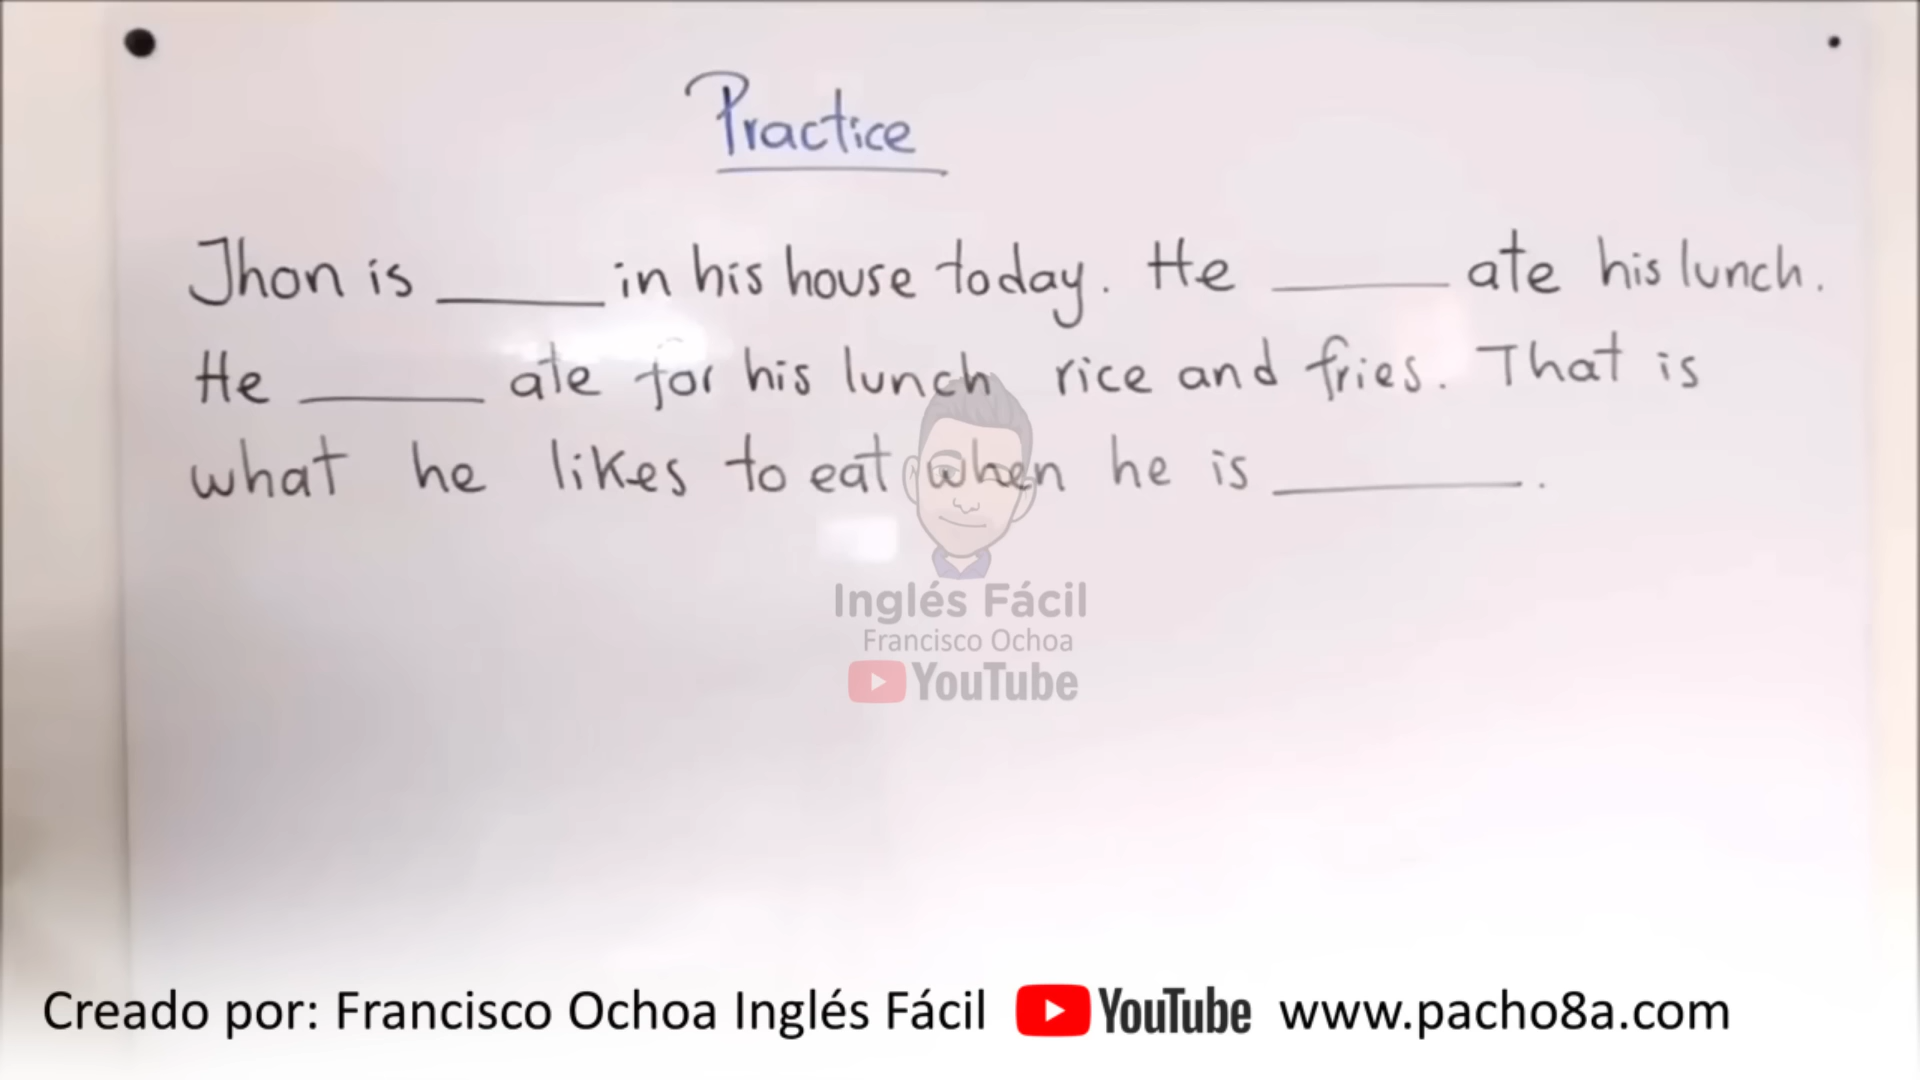 Practice
Jhon is ______ in his house today. He ______ ate his lunch.
He ______ ate for his lunch rice and fries. That is
what he likes to eat when he is ______.
Inglés Fácil
Francisco Ochoa
YouTube
Creado por: Francisco Ochoa Inglés Fácil YouTube www.pacho8a.com